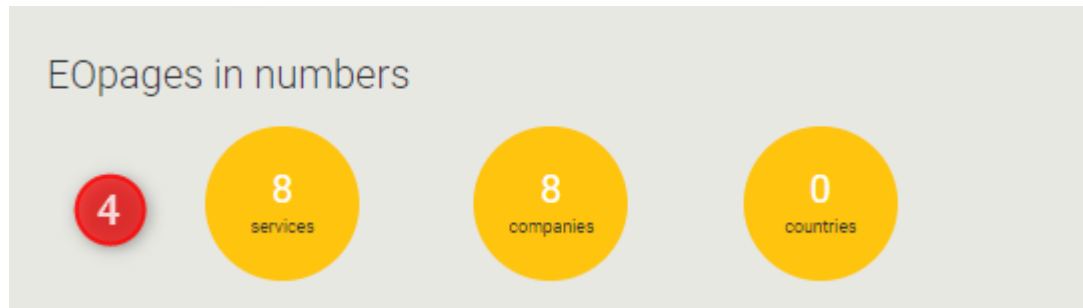 EOpages in numbers
4
8
services
8
companies
0
countries